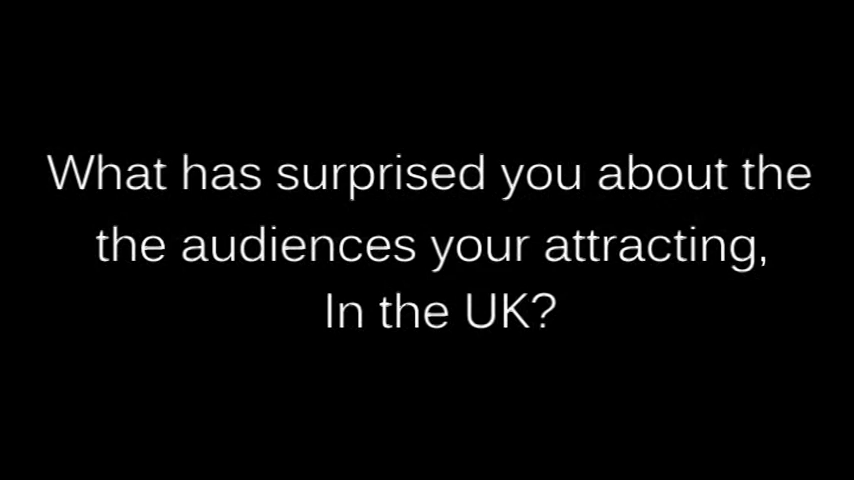 What has surprised you about the
the audiences your attracting,
In the UK?